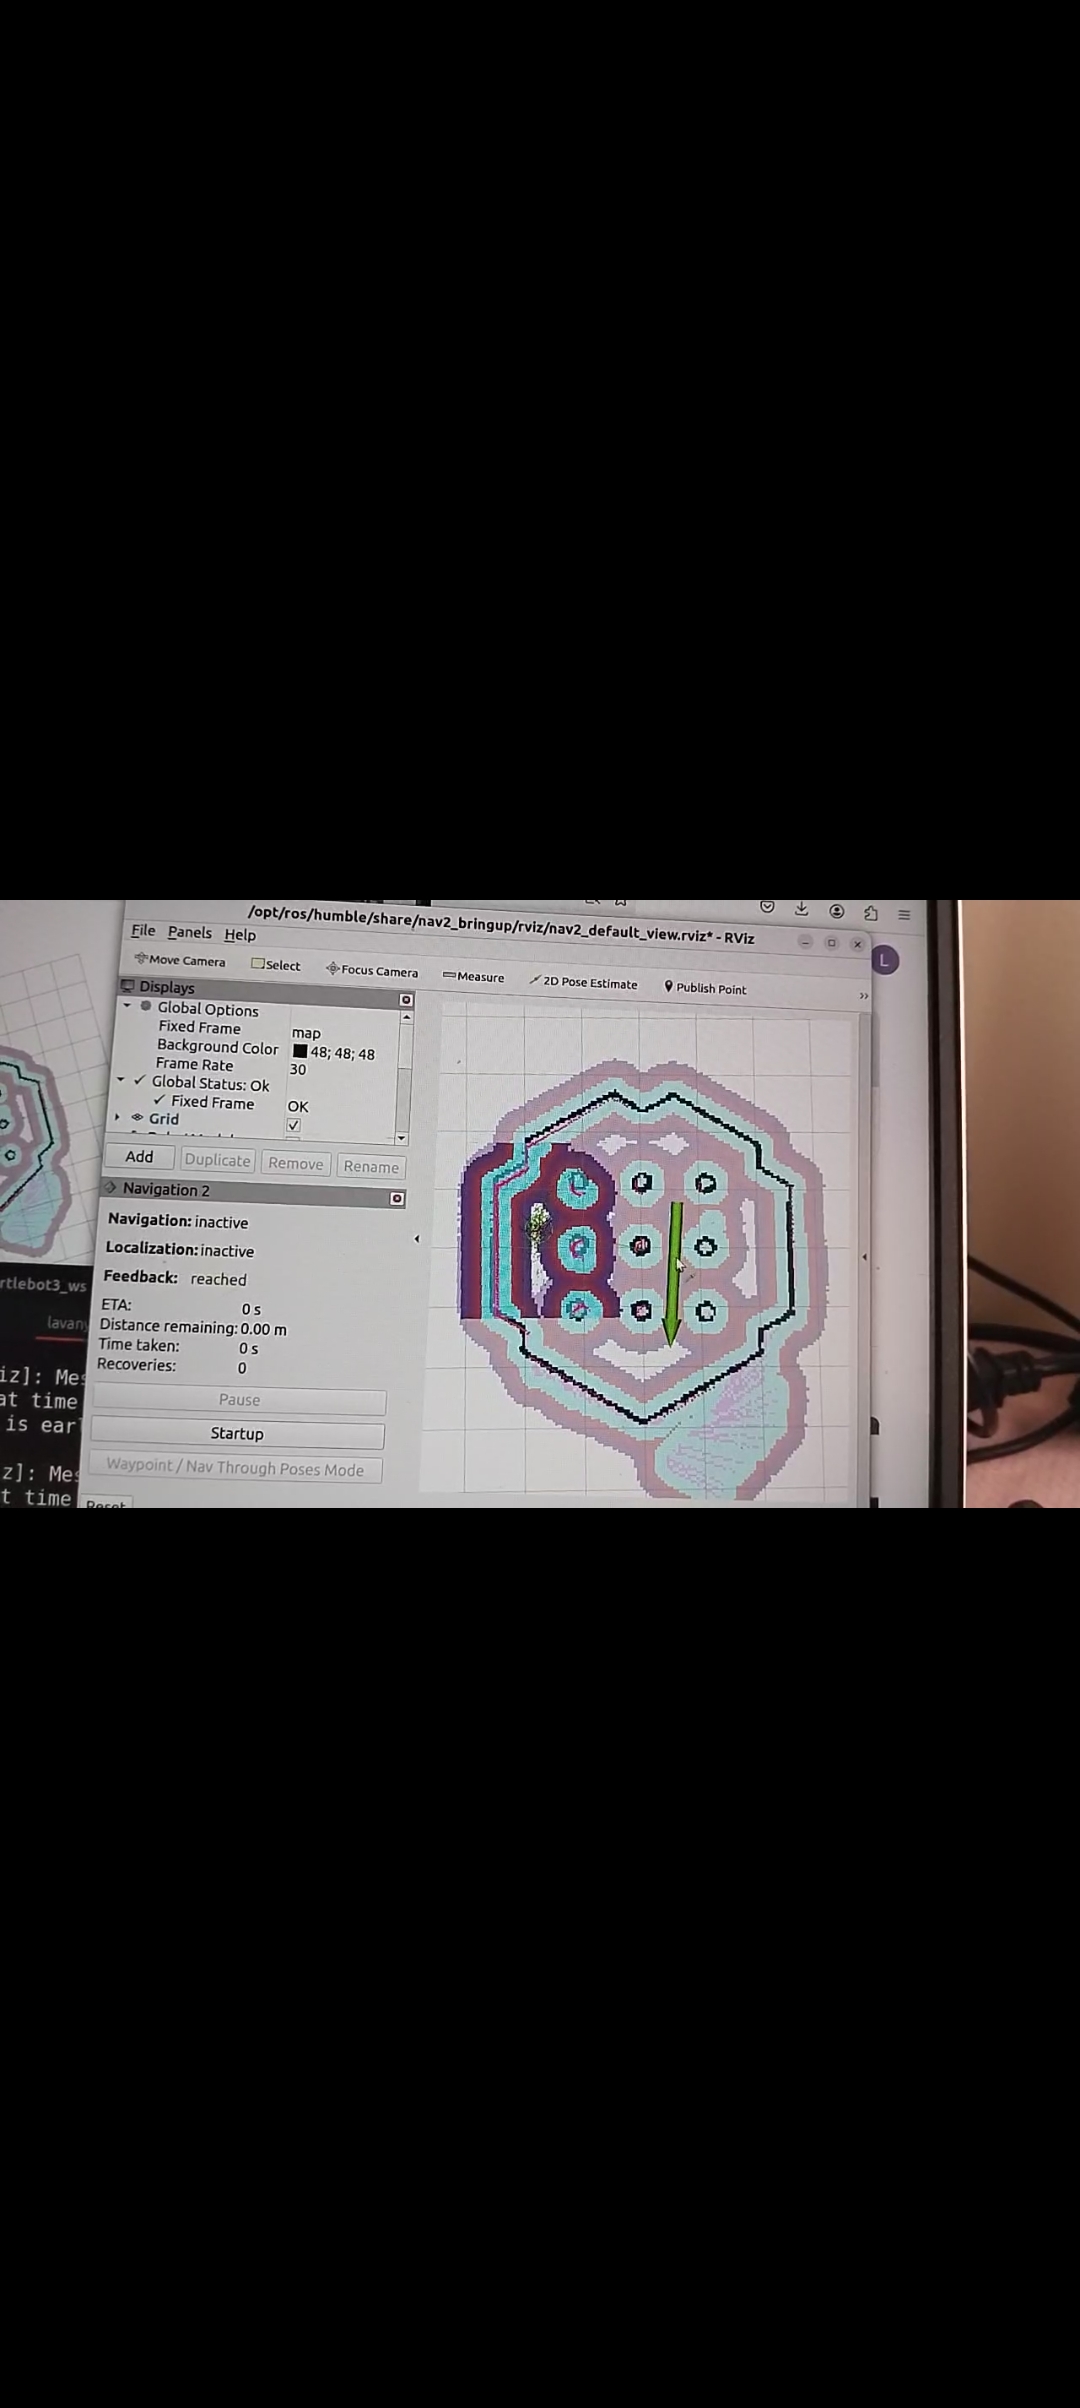 /opt/ros/humble/share/nav2_bringup/rviz/nav2_default_view.rviz* - RViz
File Panels Help
Move Camera Select Focus Camera Measure 2D Pose Estimate Publish Point
L
Displays
Global Options
Fixed Frame map
Background Color 48; 48; 48
Frame Rate 30
Global Status: Ok
Fixed Frame OK
Grid
Add Duplicate Remove Rename
Navigation 2
Navigation: inactive
Localization: inactive
Feedback: reached
ETA: 0 s
Distance remaining: 0.00 m
Time taken: 0 s
Recoveries: 0
Pause
Startup
Waypoint / Nav Through Poses Mode
Reset
rtlebot3_ws
lavany
iz]: Mes
at time
is ear
z]: Mes
t time